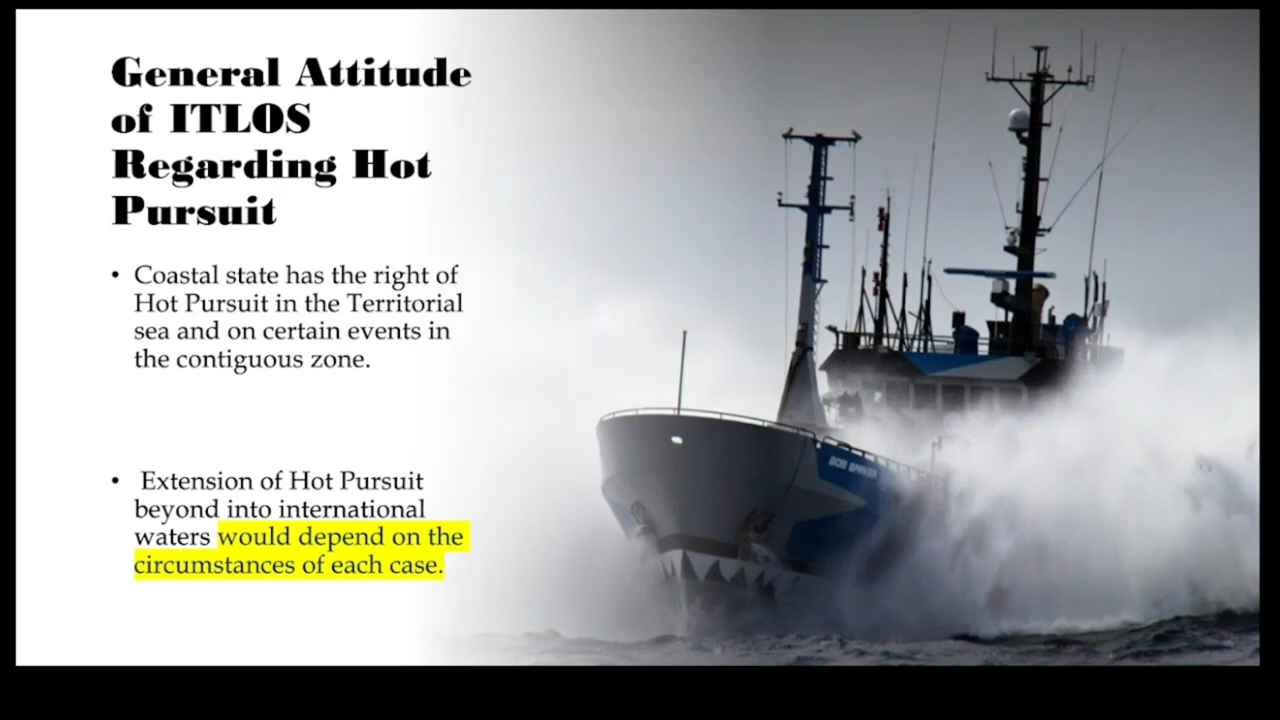 General Attitude
of ITLOS
Regarding Hot
Pursuit
• Coastal state has the right of
Hot Pursuit in the Territorial
sea and on certain events in
the contiguous zone.
• Extension of Hot Pursuit
beyond into international
waters would depend on the
circumstances of each case.
BOB BARKER